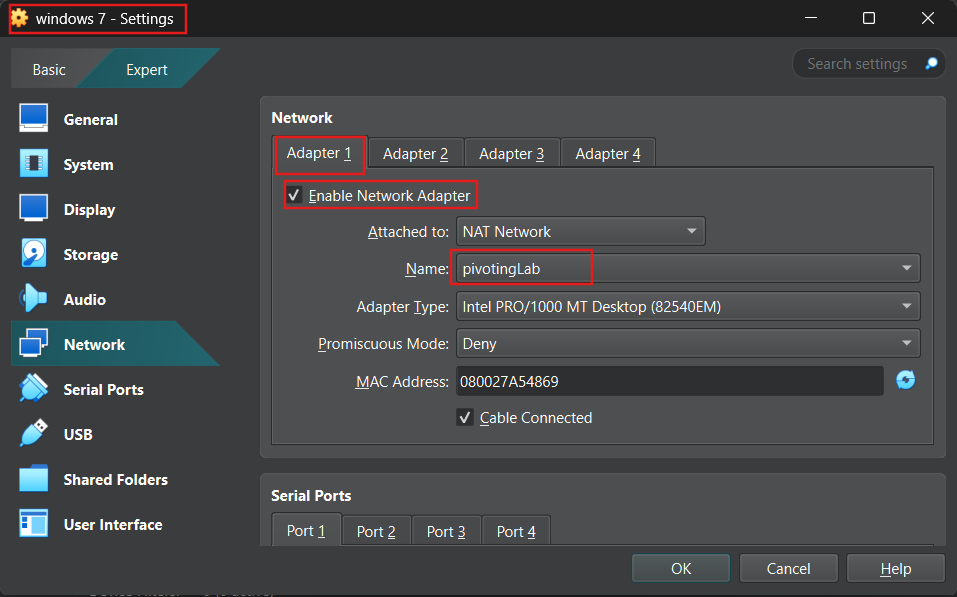 windows 7 - Settings
Basic
Expert
Search settings
General
System
Display
Storage
Audio
Network
Serial Ports
USB
Shared Folders
User Interface
Network
Adapter 1 Adapter 2 Adapter 3 Adapter 4
Enable Network Adapter
Attached to: NAT Network
Name: pivotingLab
Adapter Type: Intel PRO/1000 MT Desktop (82540EM)
Promiscuous Mode: Deny
MAC Address: 080027A54869
Cable Connected
Serial Ports
Port 1 Port 2 Port 3 Port 4
OK Cancel Help